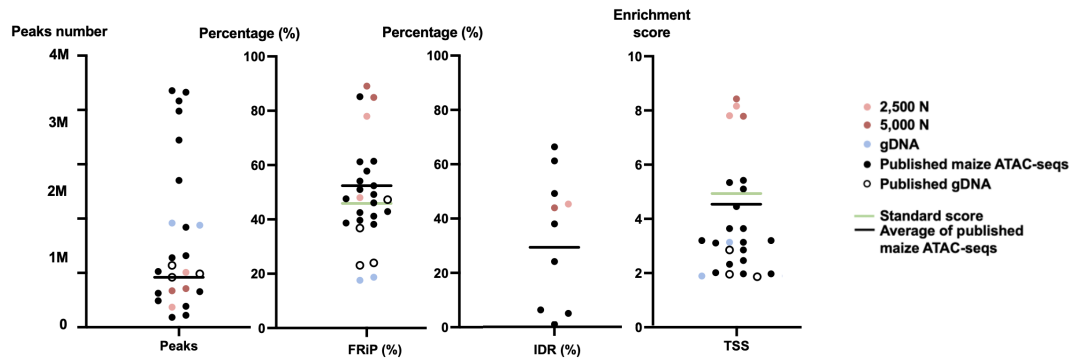 Peaks number
4M
3M
2M
1M
0
Peaks
Percentage (%)
100
80
60
40
20
0
FRiP (%)
Percentage (%)
100
80
60
40
20
0
IDR (%)
Enrichment
score
10
8
6
4
2
0
TSS
2,500 N
5,000 N
gDNA
Published maize ATAC-seqs
Published gDNA
Standard score
Average of published
maize ATAC-seqs